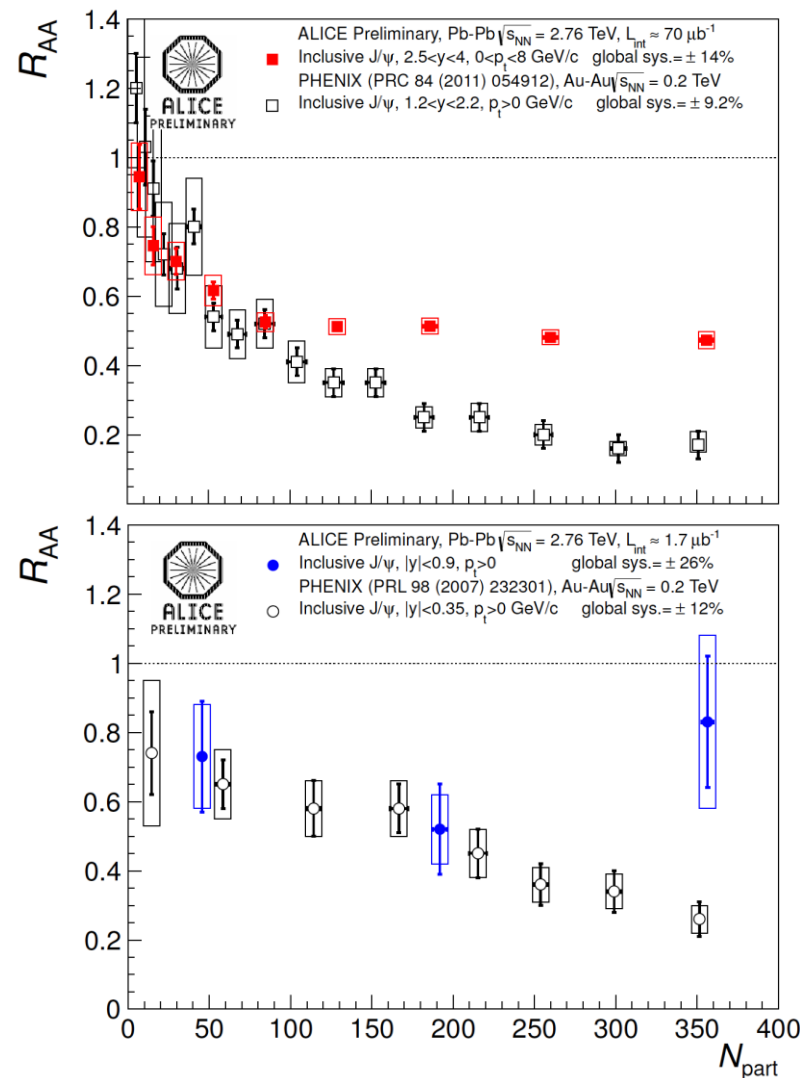 R_AA
1.4
1.2
1
0.8
0.6
0.4
0.2
ALICE
PRELIMINARY
ALICE Preliminary, Pb-Pb √s_NN = 2.76 TeV, L_int ≈ 70 μb⁻¹
Inclusive J/ψ, 2.5<y<4, 0<p_t<8 GeV/c global sys.= ± 14%
PHENIX (PRC 84 (2011) 054912), Au-Au √s_NN = 0.2 TeV
Inclusive J/ψ, 1.2<y<2.2, p_t>0 GeV/c global sys.= ± 9.2%
R_AA
1.4
1.2
1
0.8
0.6
0.4
0.2
0
ALICE
PRELIMINARY
ALICE Preliminary, Pb-Pb √s_NN = 2.76 TeV, L_int ≈ 1.7 μb⁻¹
Inclusive J/ψ, |y|<0.9, p_t>0 global sys.= ± 26%
PHENIX (PRL 98 (2007) 232301), Au-Au √s_NN = 0.2 TeV
Inclusive J/ψ, |y|<0.35, p_t>0 GeV/c global sys.= ± 12%
0 50 100 150 200 250 300 350 400
N_part